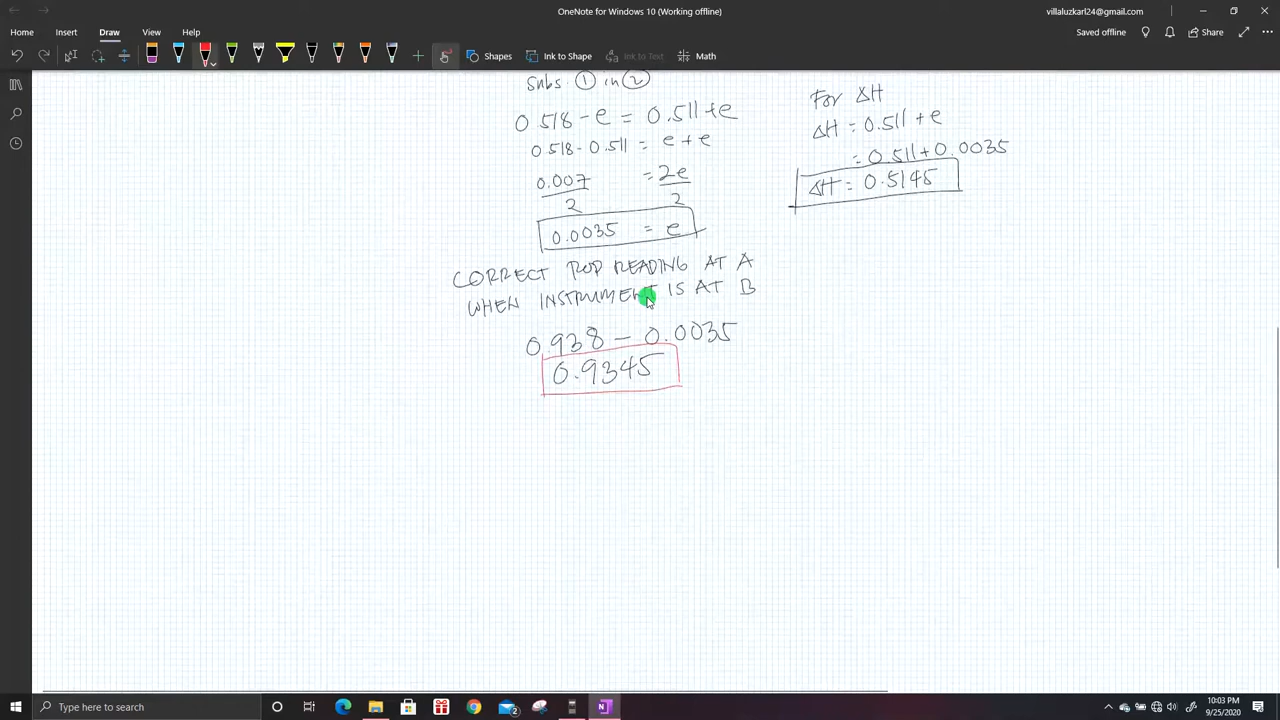 OneNote for Windows 10 (Working offline)
villaluzkarl24@gmail.com
Home
Insert
Draw
View
Help
Saved offline
Share
Shapes
Ink to Shape
Ink to Text
Math
Subs. ① in ②
0.518 - e = 0.511 + e
0.518 - 0.511 = e + e
0.007 = 2e
2 2
0.0035 = e
For ΔH
ΔH = 0.511 + e
= 0.511 + 0.0035
ΔH = 0.5145
CORRECT ROD READING AT A
WHEN INSTRUMENT IS AT B
0.938 - 0.0035
0.9345
Type here to search
2
10:03 PM
9/25/2020